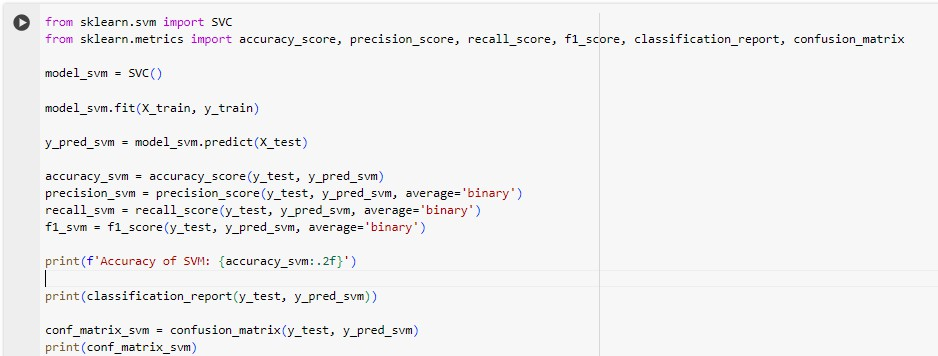 from sklearn.svm import SVC
from sklearn.metrics import accuracy_score, precision_score, recall_score, f1_score, classification_report, confusion_matrix
model_svm = SVC()
model_svm.fit(X_train, y_train)
y_pred_svm = model_svm.predict(X_test)
accuracy_svm = accuracy_score(y_test, y_pred_svm)
precision_svm = precision_score(y_test, y_pred_svm, average='binary')
recall_svm = recall_score(y_test, y_pred_svm, average='binary')
f1_svm = f1_score(y_test, y_pred_svm, average='binary')
print(f'Accuracy of SVM: {accuracy_svm:.2f}')
print(classification_report(y_test, y_pred_svm))
conf_matrix_svm = confusion_matrix(y_test, y_pred_svm)
print(conf_matrix_svm)